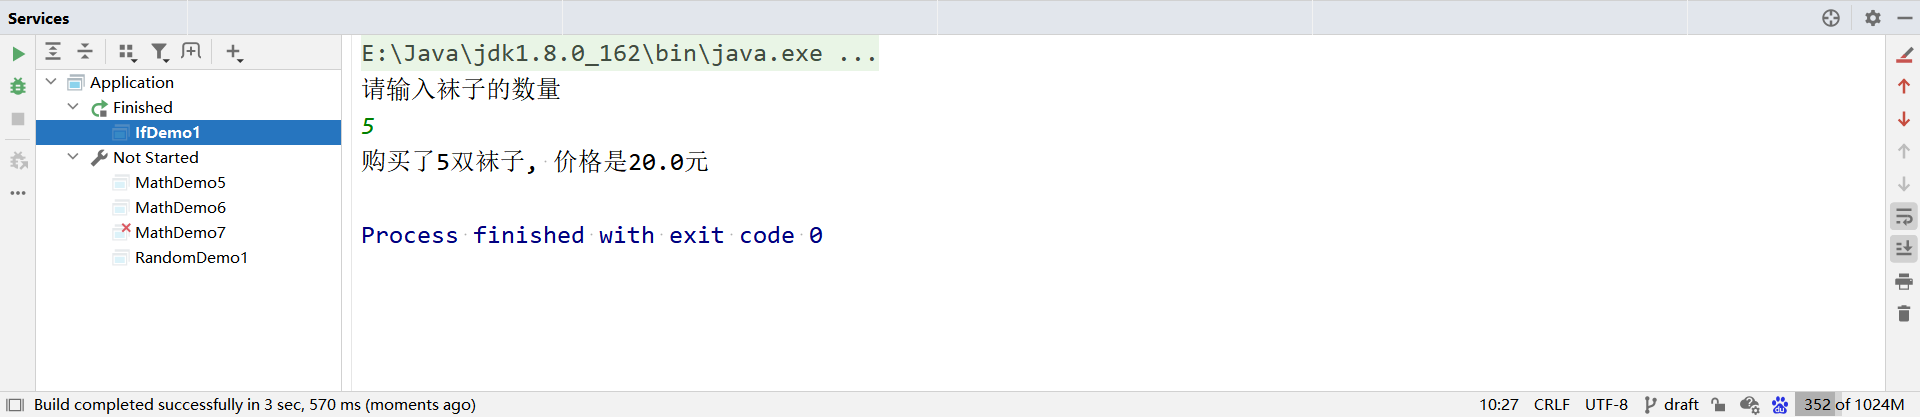 Services
Application
Finished
IfDemo1
Not Started
MathDemo5
MathDemo6
MathDemo7
RandomDemo1
E:\Java\jdk1.8.0_162\bin\java.exe ...
请输入袜子的数量
5
购买了5双袜子, 价格是20.0元
Process finished with exit code 0
Build completed successfully in 3 sec, 570 ms (moments ago)
10:27 CRLF UTF-8 draft du 352 of 1024M